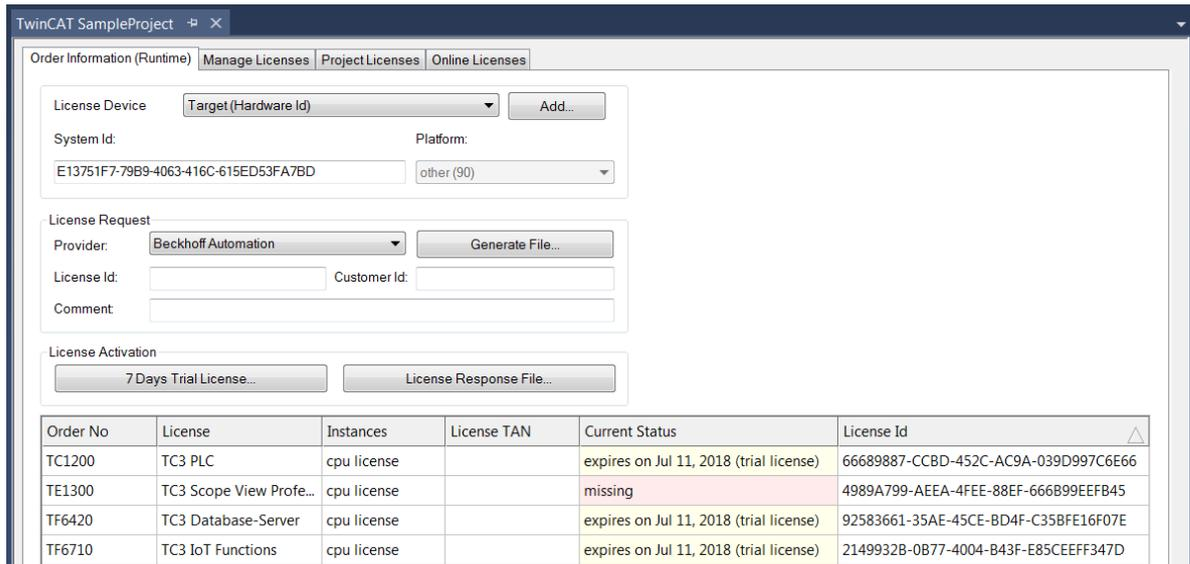 TwinCAT SampleProject
Order Information (Runtime) Manage Licenses Project Licenses Online Licenses
License Device Target (Hardware Id) Add...
System Id: Platform:
E13751F7-79B9-4063-416C-615ED53FA7BD other (90)
License Request
Provider: Beckhoff Automation Generate File...
License Id: Customer Id:
Comment:
License Activation
7 Days Trial License... License Response File...
Order No License Instances License TAN Current Status License Id
TC1200 TC3 PLC cpu license expires on Jul 11, 2018 (trial license) 66689887-CCBD-452C-AC9A-039D997C6E66
TE1300 TC3 Scope View Profe... cpu license missing 4989A799-AEEA-4FEE-88EF-666B99EEFB45
TF6420 TC3 Database-Server cpu license expires on Jul 11, 2018 (trial license) 92583661-35AE-45CE-BD4F-C35BFE16F07E
TF6710 TC3 IoT Functions cpu license expires on Jul 11, 2018 (trial license) 2149932B-0B77-4004-B43F-E85CEEFF347D